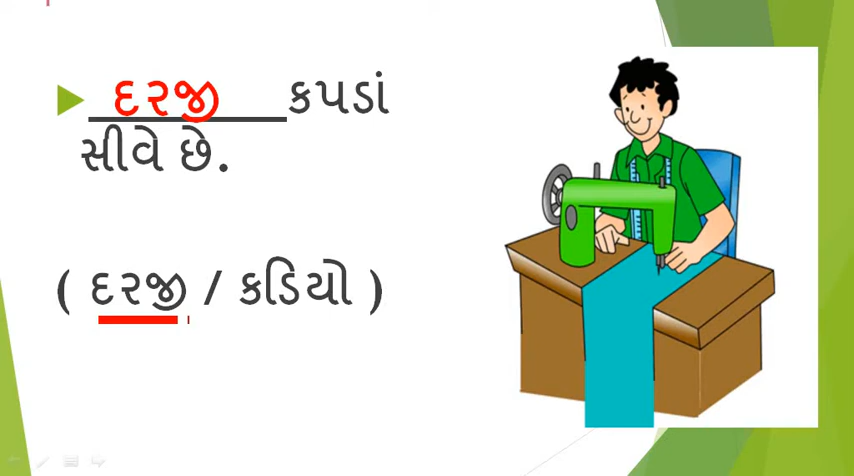 દરજી કપડાં
સીવે છે.
( દરજી / કડિયો )